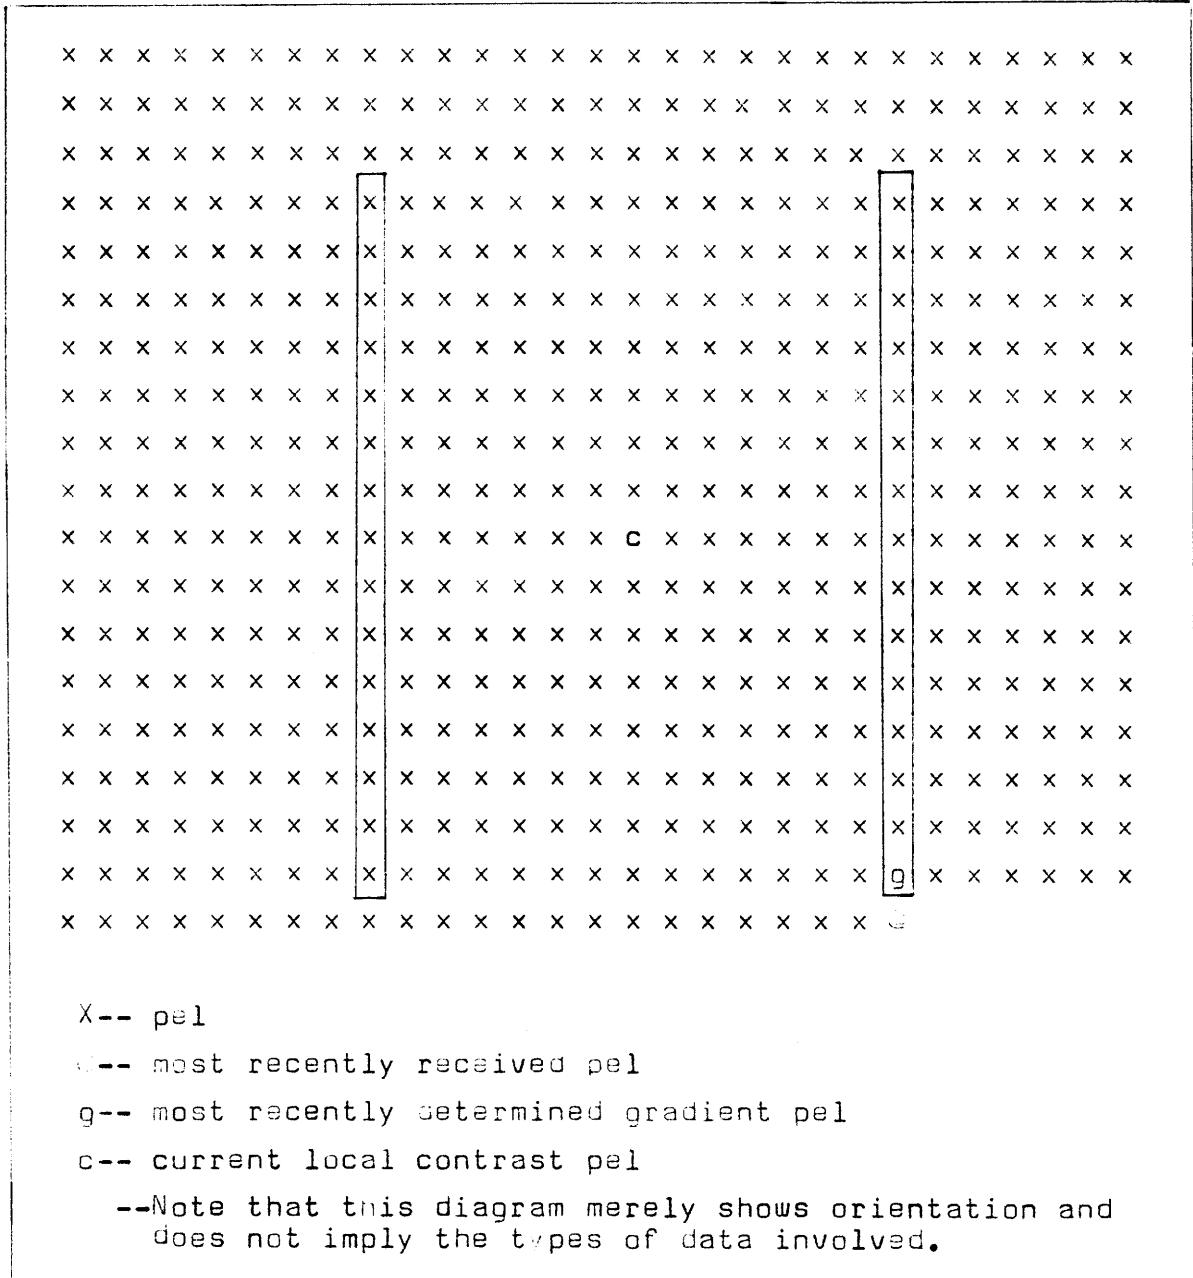 x x x x x x x x x x x x x x x x x x x x x x x x x x x x x
x x x x x x x x x x x x x x x x x x x x x x x x x x x x x
x x x x x x x x x x x x x x x x x x x x x x x x x x x x x
x x x x x x x x x x x x x x x x x x x x x x x x x x x x x
x x x x x x x x x x x x x x x x x x x x x x x x x x x x x
x x x x x x x x x x x x x x x x x x x x x x x x x x x x x
x x x x x x x x x x x x x x x x x x x x x x x x x x x x x
x x x x x x x x x x x x x x x x x x x x x x x x x x x x x
x x x x x x x x x x x x x x x x x x x x x x x x x x x x x
x x x x x x x x x x x x x x x x x x x x x x x x x x x x x
x x x x x x x x x x x x x x x c x x x x x x x x x x x x x
x x x x x x x x x x x x x x x x x x x x x x x x x x x x x
x x x x x x x x x x x x x x x x x x x x x x x x x x x x x
x x x x x x x x x x x x x x x x x x x x x x x x x x x x x
x x x x x x x x x x x x x x x x x x x x x x x x x x x x x
x x x x x x x x x x x x x x x x x x x x x x x x x x x x x
x x x x x x x x x x x x x x x x x x x x x x x x x x x x x
x x x x x x x x x x x x x x x x x x x x x x g x x x x x x
x x x x x x x x x x x x x x x x x x x x x x
X-- pel
-- most recently received pel
g-- most recently determined gradient pel
c-- current local contrast pel
--Note that this diagram merely shows orientation and
does not imply the types of data involved.